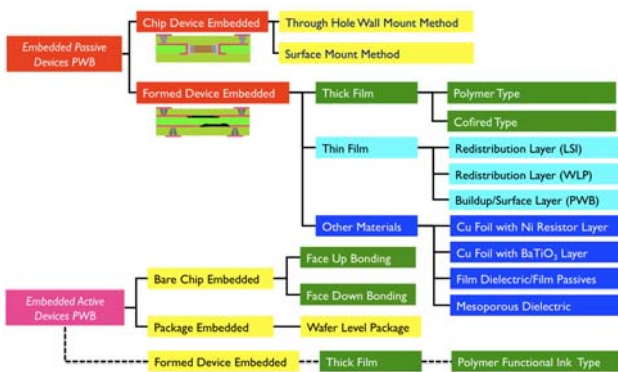 Chip Device Embedded
Through Hole Wall Mount Method
Embedded Passive
Devices PWB
Surface Mount Method
Formed Device Embedded
Thick Film
Polymer Type
Cofired Type
Thin Film
Redistribution Layer (LSI)
Redistribution Layer (WLP)
Buildup/Surface Layer (PWB)
Other Materials
Cu Foil with Ni Resistor Layer
Cu Foil with BaTiO₃ Layer
Film Dielectric/Film Passives
Mesoporous Dielectric
Face Up Bonding
Bare Chip Embedded
Face Down Bonding
Embedded Active
Devices PWB
Package Embedded
Wafer Level Package
Formed Device Embedded
Thick Film
Polymer Functional Ink Type